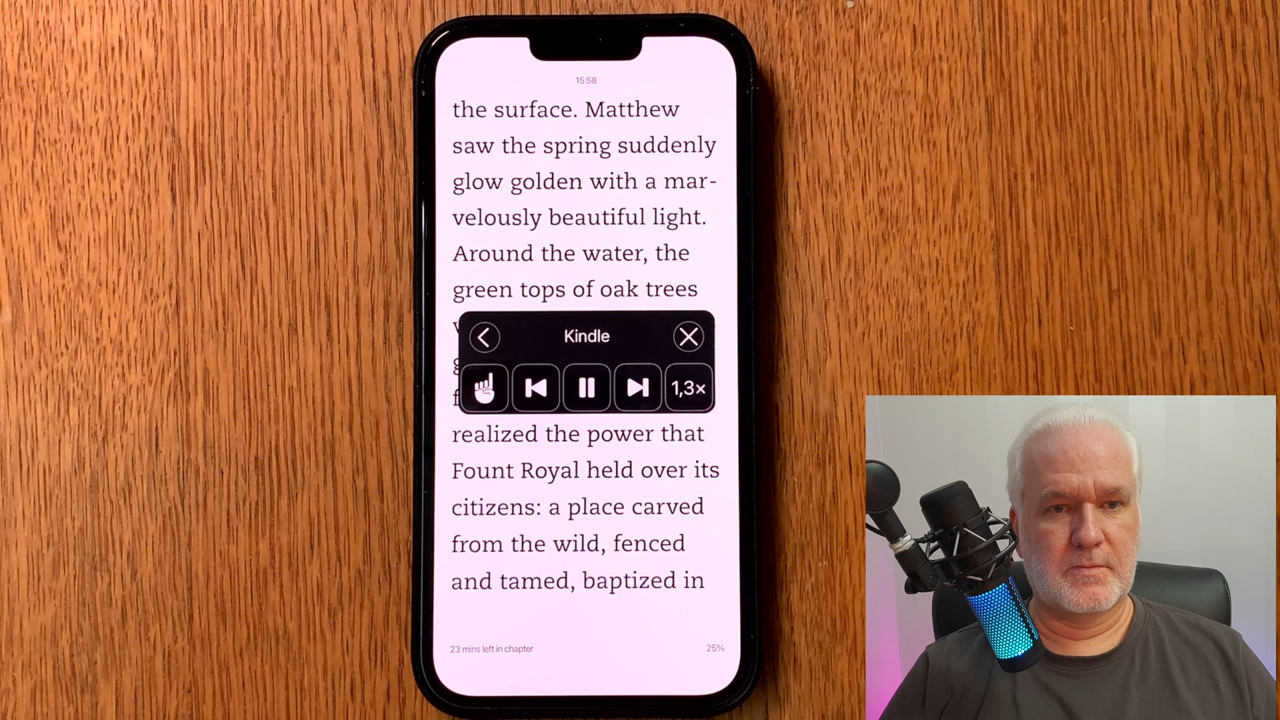 15:58
the surface. Matthew
saw the spring suddenly
glow golden with a mar-
velously beautiful light.
Around the water, the
green tops of oak trees
Kindle
1,3×
realized the power that
Fount Royal held over its
citizens: a place carved
from the wild, fenced
and tamed, baptized in
23 mins left in chapter
25%